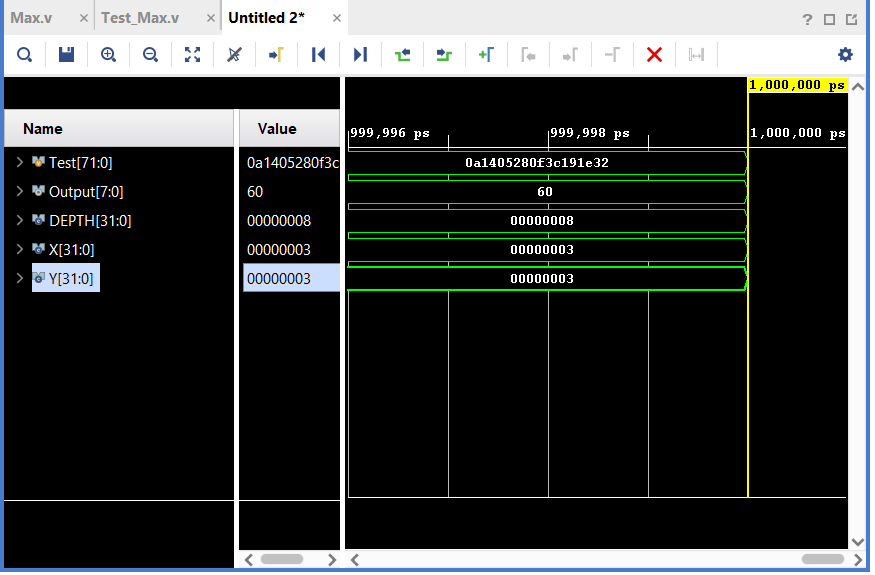 Max.v × Test_Max.v × Untitled 2* × ?
1,000,000 ps
Name Value 999,996 ps 999,998 ps 1,000,000 ps
Test[71:0] 0a1405280f3c 0a1405280f3c191e32
Output[7:0] 60 60
DEPTH[31:0] 00000008 00000008
X[31:0] 00000003 00000003
Y[31:0] 00000003 00000003